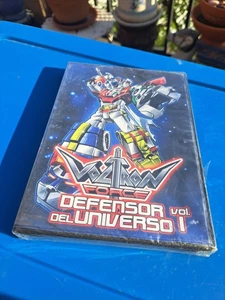 VOLTRON
FORCE
DEFENSOR VOL.
DEL UNIVERSO 1